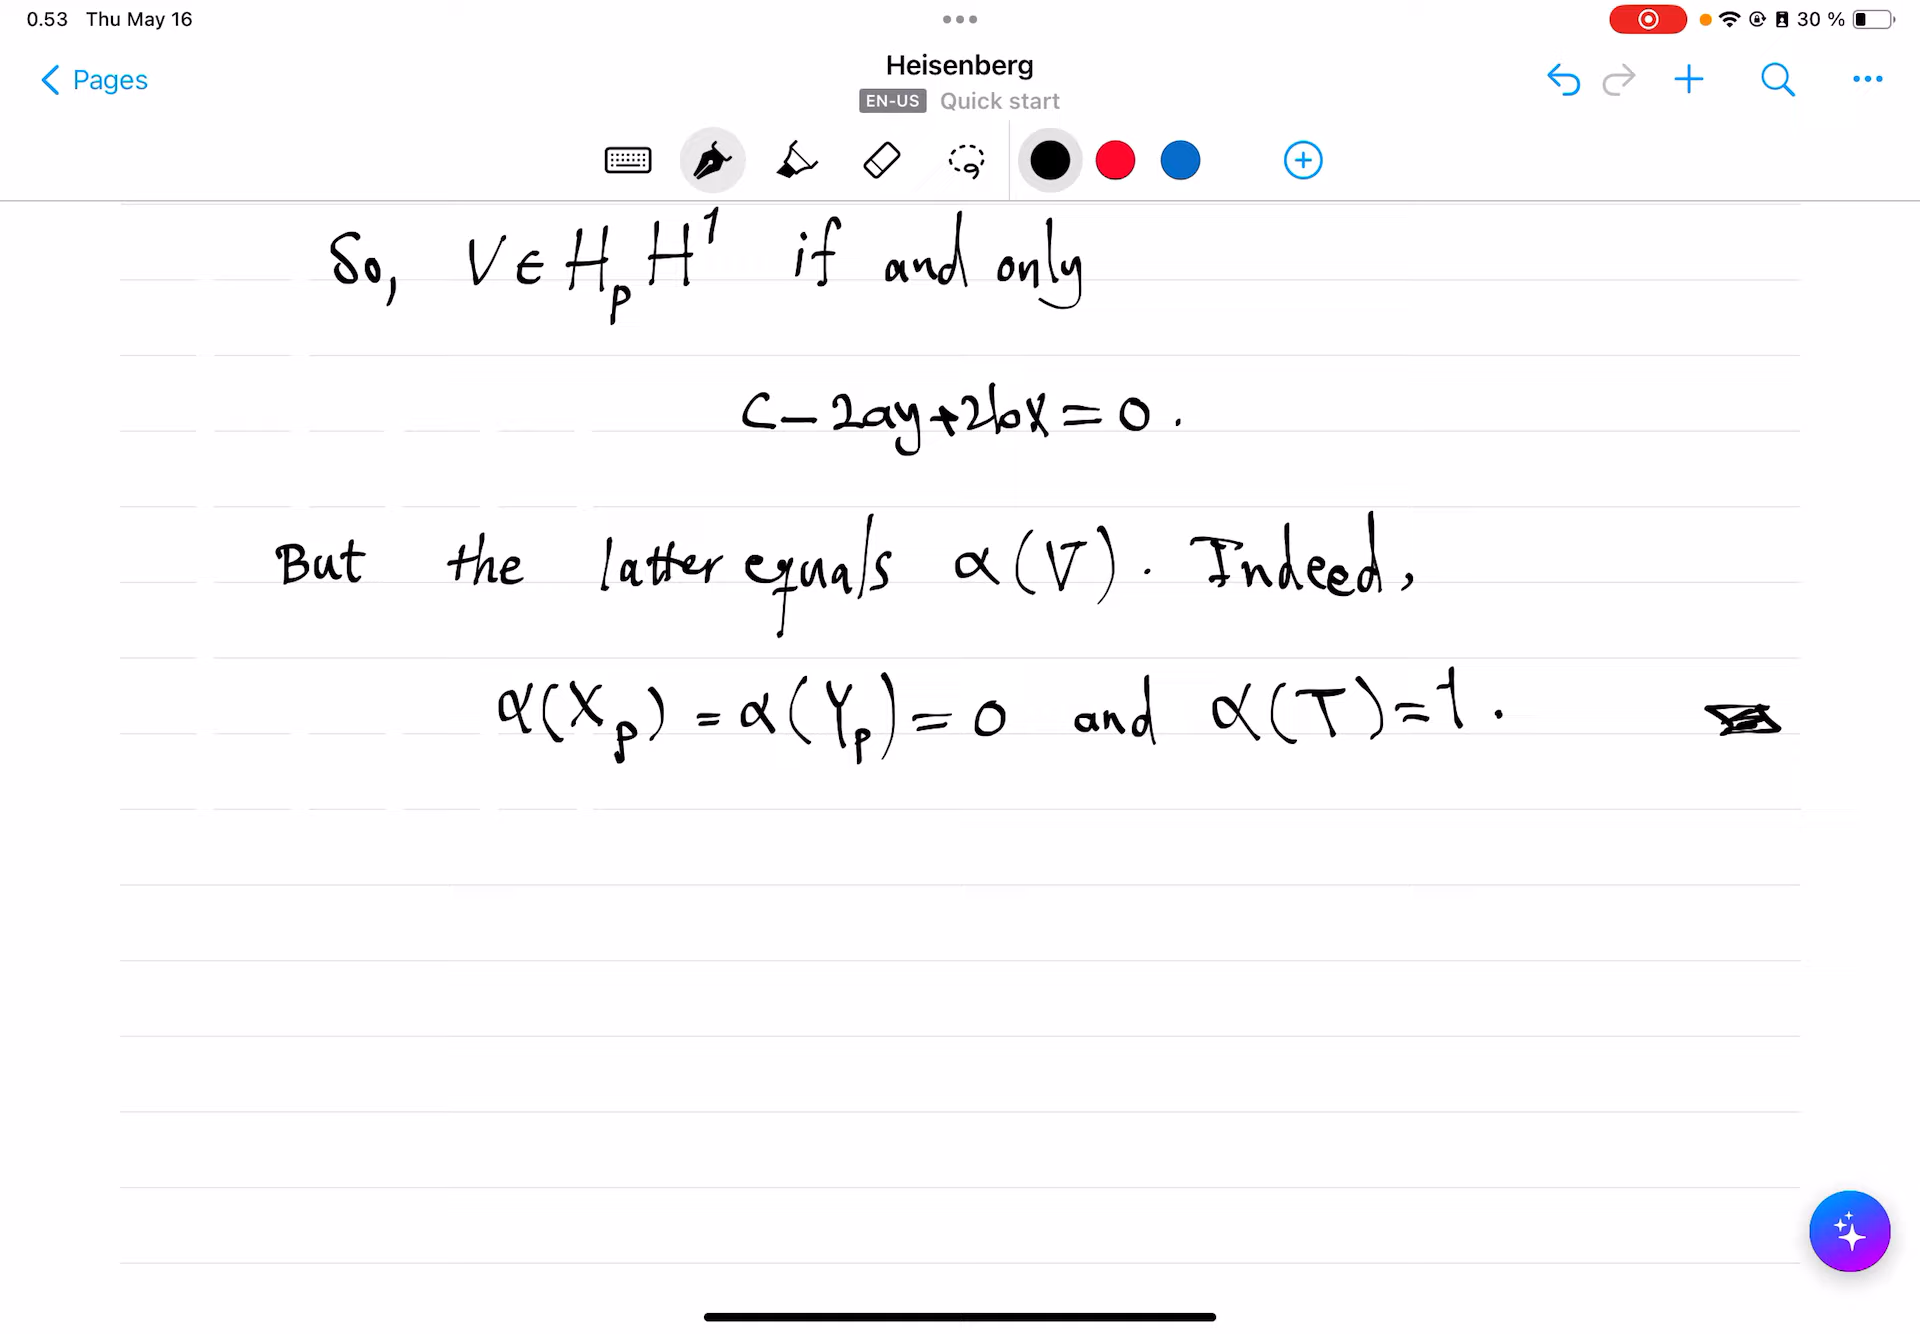 0.53 Thu May 16
30 %
Pages
Heisenberg
EN-US Quick start
So, V ∈ H_p H^1 if and only
c − 2ay + 2bx = 0 .
But the latter equals α(V) . Indeed,
α(X_p) = α(Y_p) = 0 and α(T) = 1 .